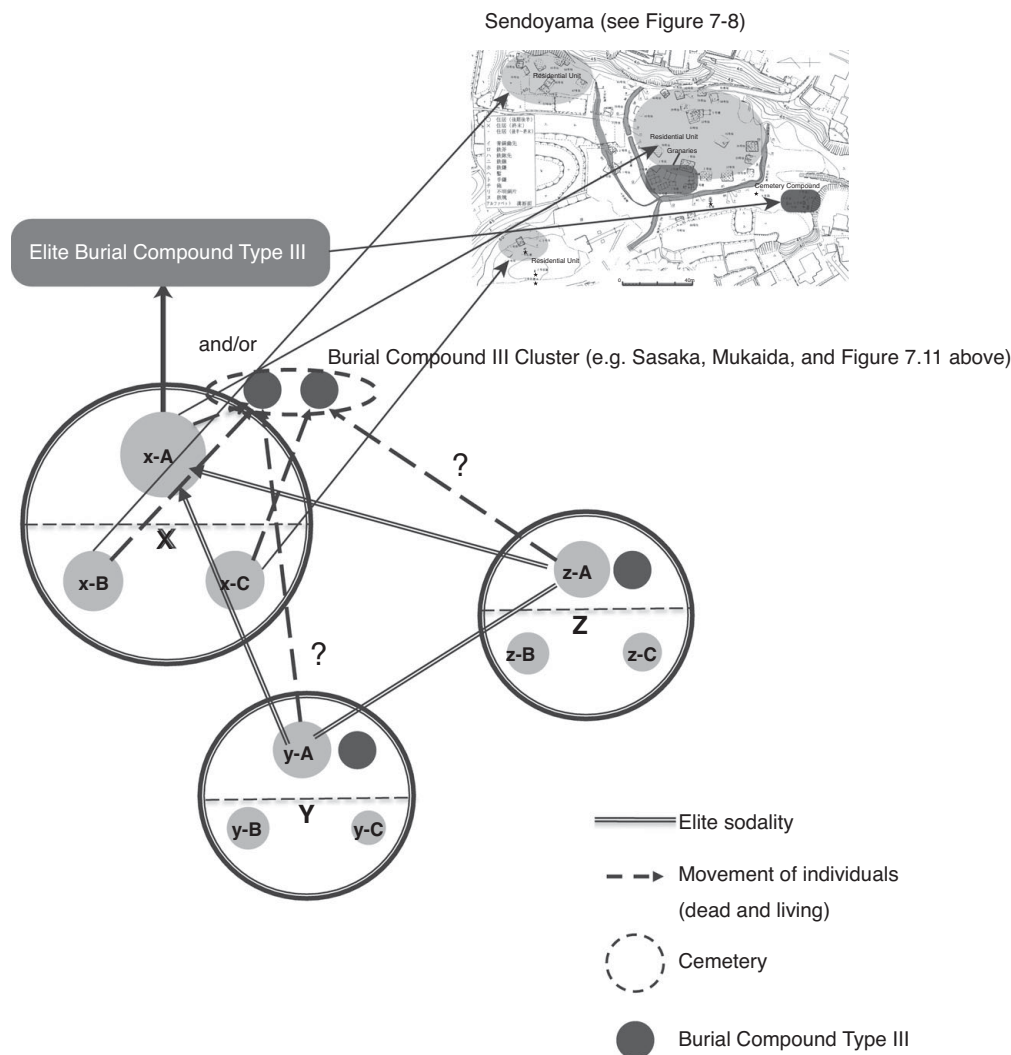 Sendoyama (see Figure 7-8)
Residential Unit
Residential Unit
Granaries
Cemetery Compound
Residential Unit
0
40m
Elite Burial Compound Type III
and/or
Burial Compound III Cluster (e.g. Sasaka, Mukaida, and Figure 7.11 above)
x-A
?
X
x-B
x-C
z-A
Z
z-B
z-C
?
y-A
Y
y-B
y-C
Elite sodality
Movement of individuals
(dead and living)
Cemetery
Burial Compound Type III